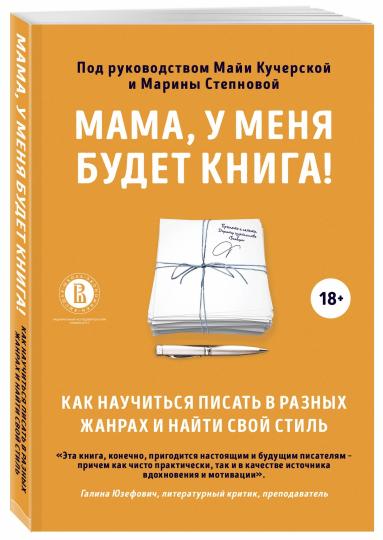 Под руководством Майи Кучерской
и Марины Степновой
МАМА, У МЕНЯ
БУДЕТ КНИГА!
18+
КАК НАУЧИТЬСЯ ПИСАТЬ В РАЗНЫХ
ЖАНРАХ И НАЙТИ СВОЙ СТИЛЬ
«Эта книга, конечно, пригодится настоящим и будущим писателям –
причем как чисто практически, так и в качестве источника
вдохновения и мотивации».
Галина Юзефович, литературный критик, преподаватель
МАМА, У МЕНЯ БУДЕТ КНИГА!
КАК НАУЧИТЬСЯ ПИСАТЬ В РАЗНЫХ
ЖАНРАХ И НАЙТИ СВОЙ СТИЛЬ